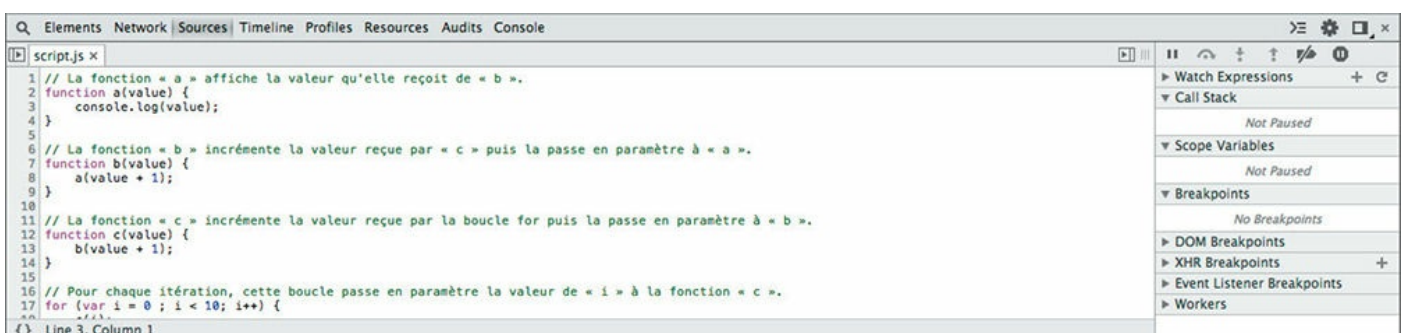 Elements Network Sources Timeline Profiles Resources Audits Console
script.js ×
1 // La fonction « a » affiche la valeur qu'elle reçoit de « b ».
2 function a(value) {
3 console.log(value);
4 }
5
6 // La fonction « b » incrémente la valeur reçue par « c » puis la passe en paramètre à « a ».
7 function b(value) {
8 a(value + 1);
9 }
10
11 // La fonction « c » incrémente la valeur reçue par la boucle for puis la passe en paramètre à « b ».
12 function c(value) {
13 b(value + 1);
14 }
15
16 // Pour chaque itération, cette boucle passe en paramètre la valeur de « i » à la fonction « c ».
17 for (var i = 0 ; i < 10; i++) {
{} Line 3, Column 1
Watch Expressions
Call Stack
Not Paused
Scope Variables
Not Paused
Breakpoints
No Breakpoints
DOM Breakpoints
XHR Breakpoints
Event Listener Breakpoints
Workers